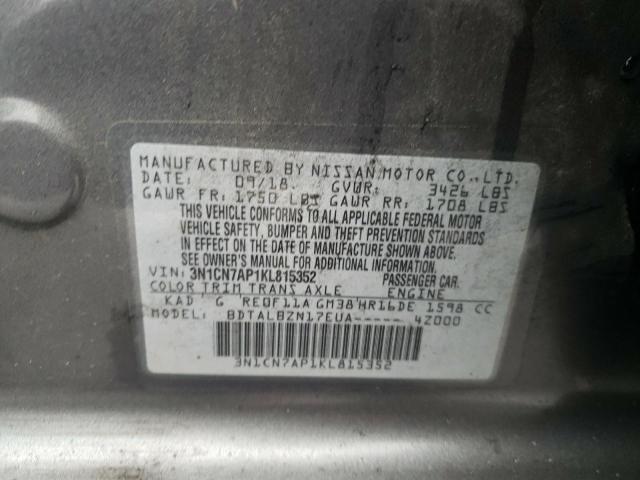 MANUFACTURED BY NISSAN MOTOR CO., LTD.
DATE: 09/18. GVWR: 3426 LBS
GAWR FR: 1750 LBS GAWR RR: 1708 LBS
THIS VEHICLE CONFORMS TO ALL APPLICABLE FEDERAL MOTOR
VEHICLE SAFETY, BUMPER AND THEFT PREVENTION STANDARDS
IN EFFECT ON THE DATE OF MANUFACTURE SHOWN ABOVE.
SEE OWNER'S MANUAL FOR ADDITIONAL INFORMATION.
VIN: 3N1CN7AP1KL815352 PASSENGER CAR.
COLOR TRIM TRANS AXLE ENGINE
KAD G RE0F11A GM38 HR16DE 1598 CC
MODEL: BDTALBZN17EUA----- 4Z000
3N1CN7AP1KL815352